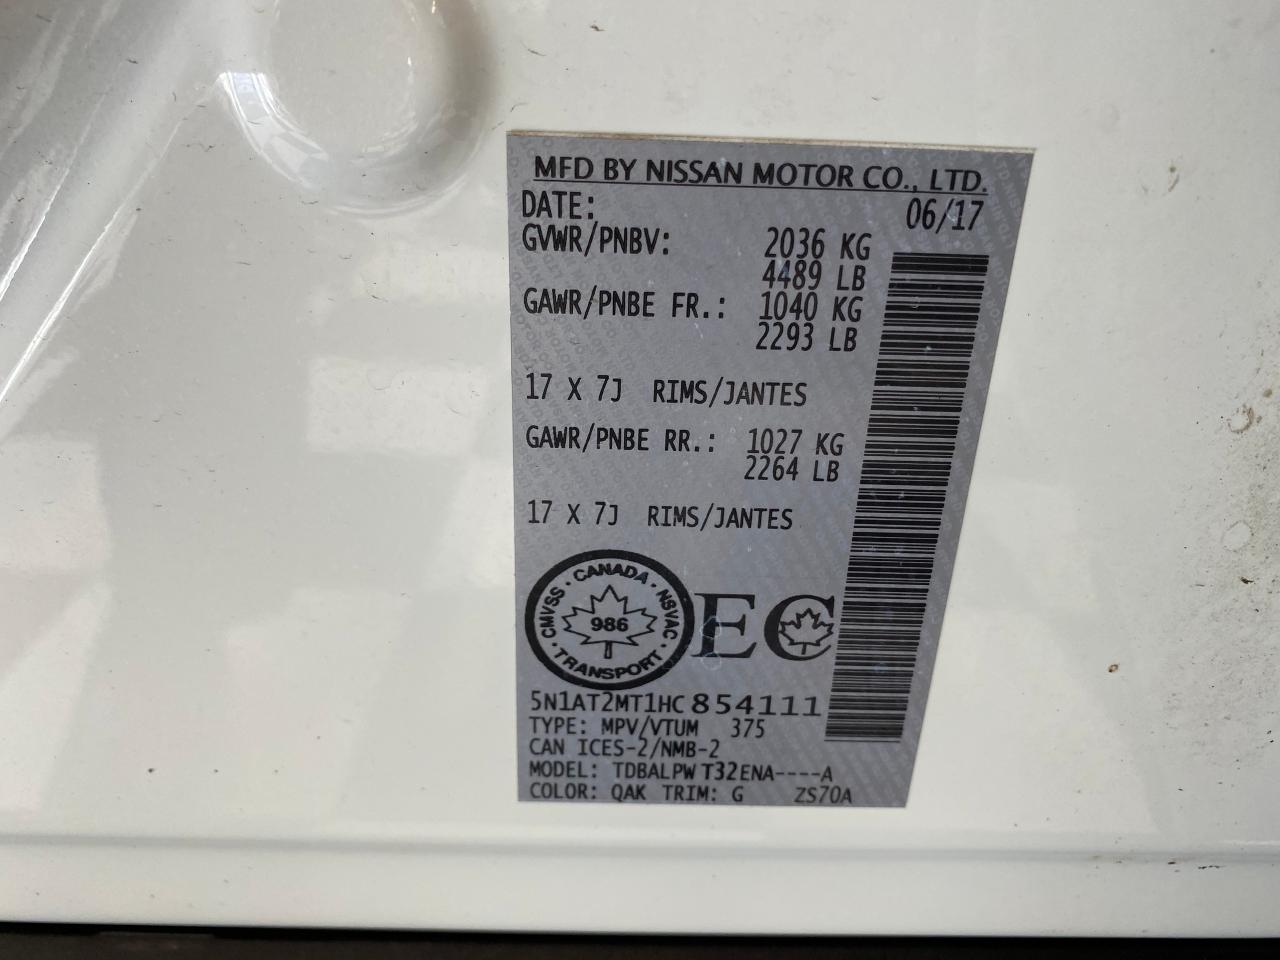 MFD BY NISSAN MOTOR CO., LTD.
DATE: 06/17
GVWR/PNBV: 2036 KG
4489 LB
GAWR/PNBE FR.: 1040 KG
2293 LB
17 X 7J RIMS/JANTES
GAWR/PNBE RR.: 1027 KG
2264 LB
17 X 7J RIMS/JANTES
CMVSS · CANADA · NSVAC · TRANSPORT ·
986
EC
5N1AT2MT1HC854111
TYPE: MPV/VTUM 375
CAN ICES-2/NMB-2
MODEL: TDBALPW T32ENA----A
COLOR: QAK TRIM: G ZS70A